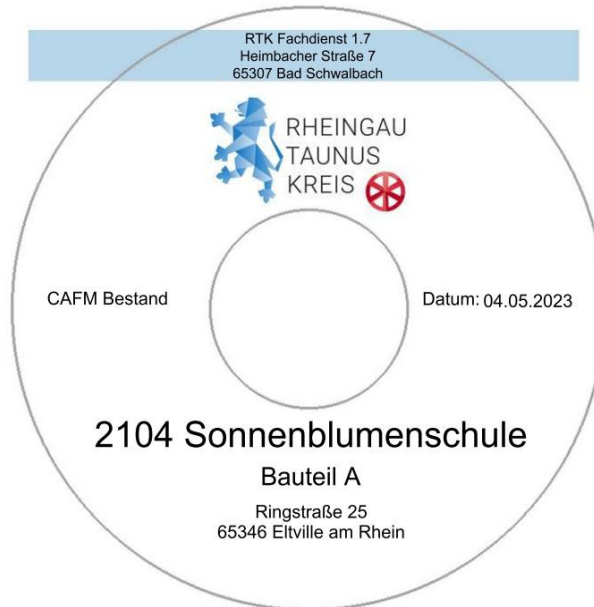 RTK Fachdienst 1.7
Heimbacher Straße 7
65307 Bad Schwalbach
RHEINGAU
TAUNUS
KREIS
CAFM Bestand
Datum: 04.05.2023
2104 Sonnenblumenschule
Bauteil A
Ringstraße 25
65346 Eltville am Rhein